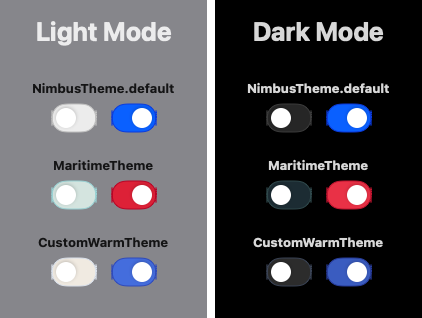 Light Mode
NimbusTheme.default
MaritimeTheme
CustomWarmTheme
Dark Mode
NimbusTheme.default
MaritimeTheme
CustomWarmTheme